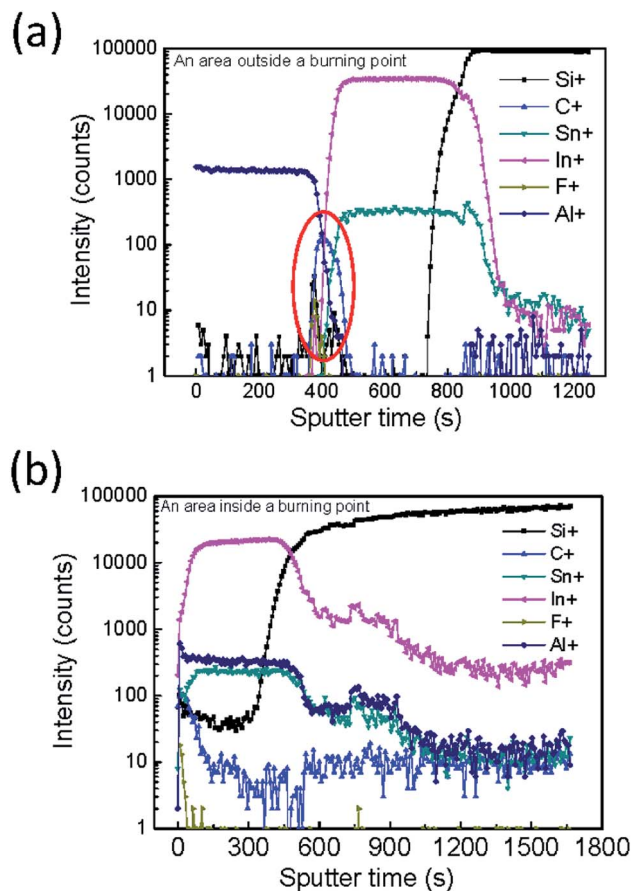 (a)
An area outside a burning point
100000
10000
1000
100
10
1
Intensity (counts)
Si+
C+
Sn+
In+
F+
Al+
0 200 400 600 800 1000 1200
Sputter time (s)
(b)
An area inside a burning point
100000
10000
1000
100
10
1
Intensity (counts)
Si+
C+
Sn+
In+
F+
Al+
0 300 600 900 1200 1500 1800
Sputter time (s)